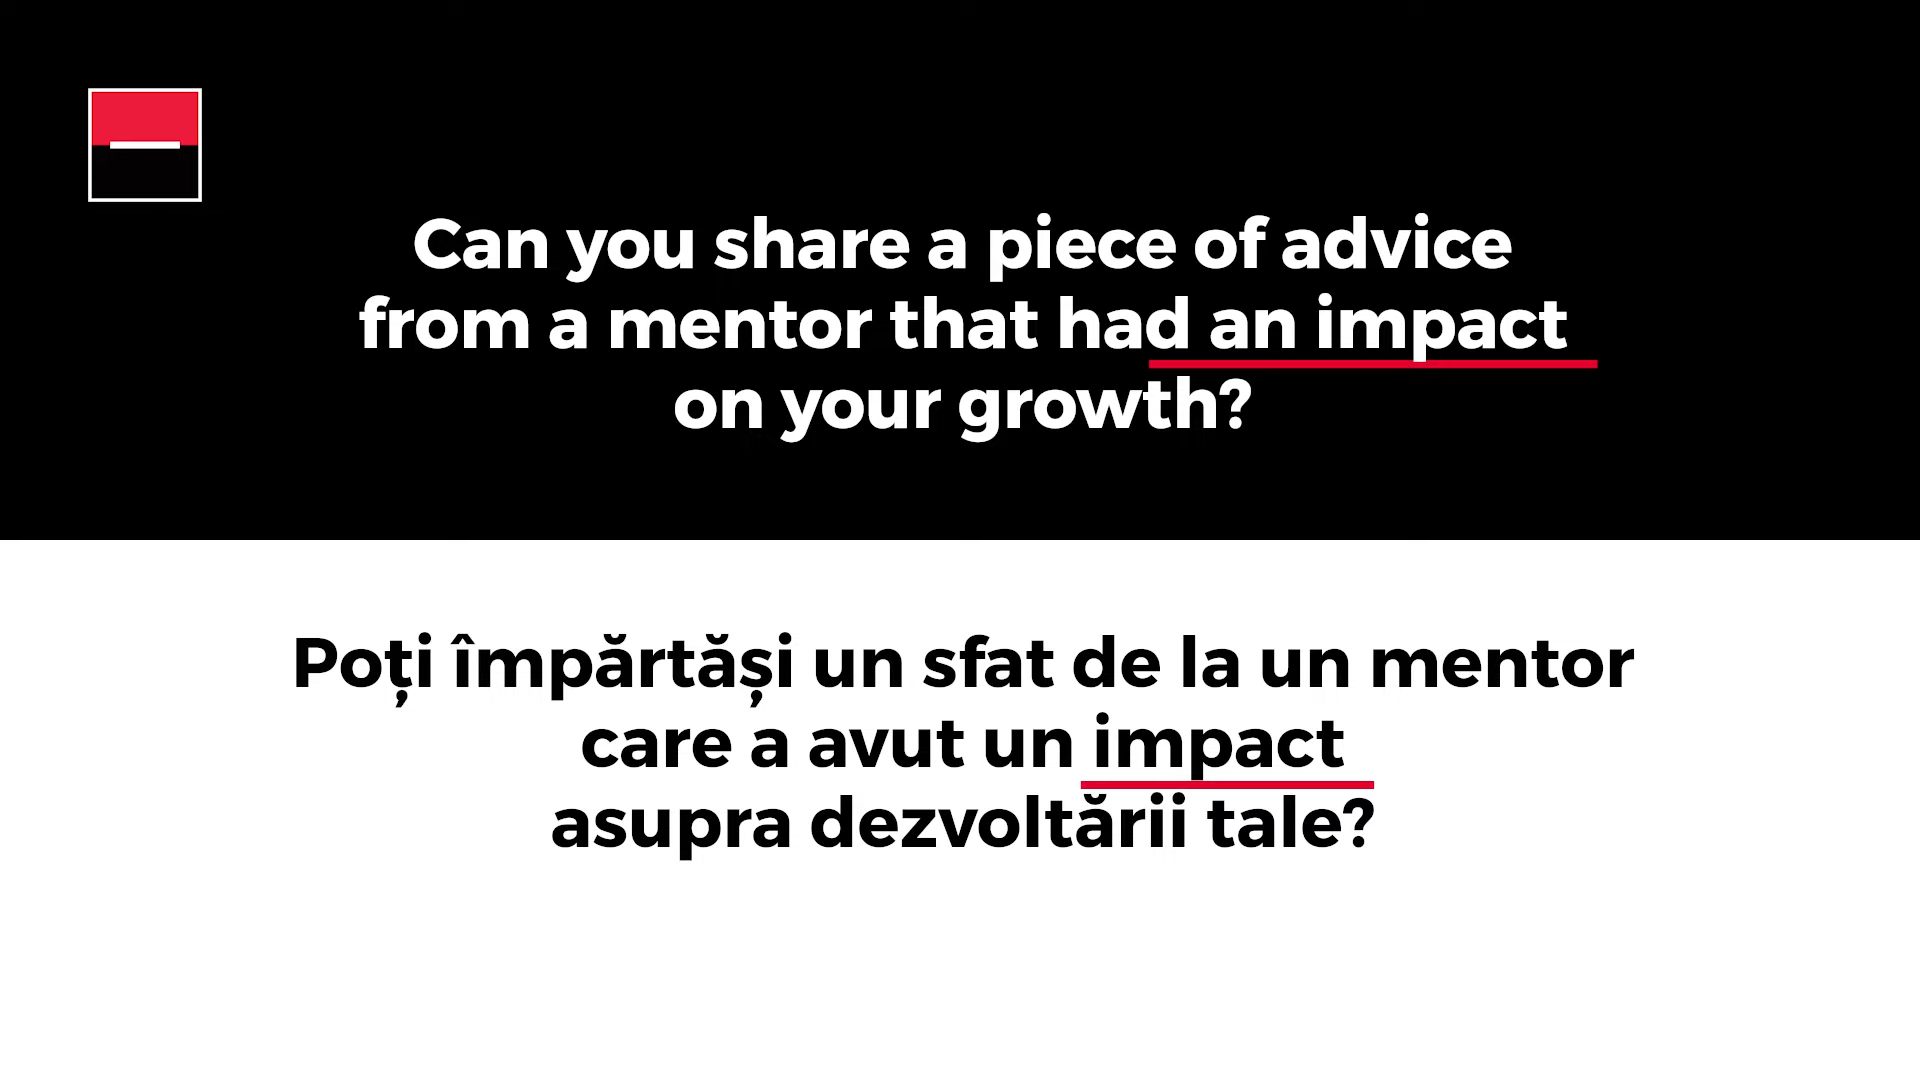 Can you share a piece of advice
from a mentor that had an impact
on your growth?
Poți împărtăși un sfat de la un mentor
care a avut un impact
asupra dezvoltării tale?